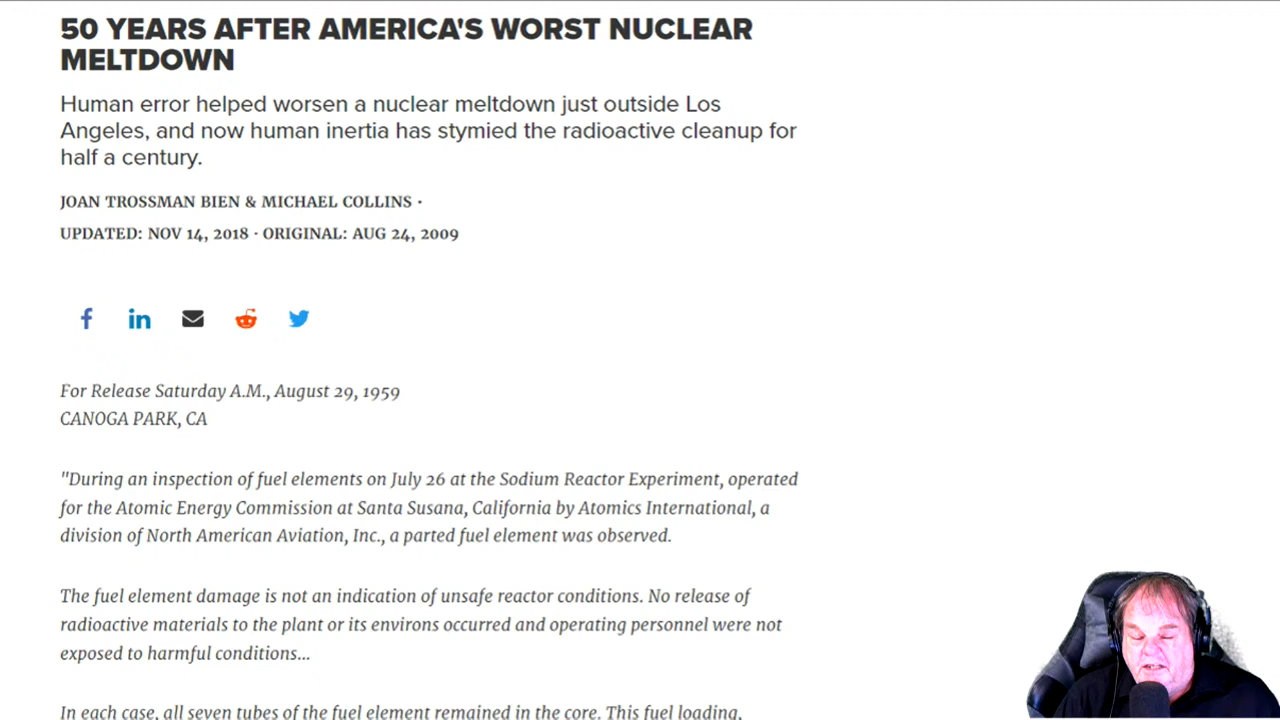 50 YEARS AFTER AMERICA'S WORST NUCLEAR
MELTDOWN
Human error helped worsen a nuclear meltdown just outside Los
Angeles, and now human inertia has stymied the radioactive cleanup for
half a century.
JOAN TROSSMAN BIEN & MICHAEL COLLINS ·
UPDATED: NOV 14, 2018 · ORIGINAL: AUG 24, 2009
For Release Saturday A.M., August 29, 1959
CANOGA PARK, CA
"During an inspection of fuel elements on July 26 at the Sodium Reactor Experiment, operated
for the Atomic Energy Commission at Santa Susana, California by Atomics International, a
division of North American Aviation, Inc., a parted fuel element was observed.
The fuel element damage is not an indication of unsafe reactor conditions. No release of
radioactive materials to the plant or its environs occurred and operating personnel were not
exposed to harmful conditions...
In each case, all seven tubes of the fuel element remained in the core. This fuel loading,